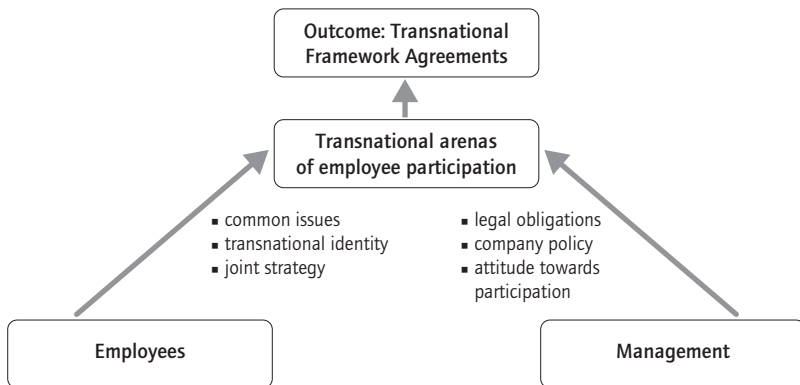 Outcome: Transnational
Framework Agreements
Transnational arenas
of employee participation
▪ common issues
▪ transnational identity
▪ joint strategy
▪ legal obligations
▪ company policy
▪ attitude towards
participation
Employees
Management